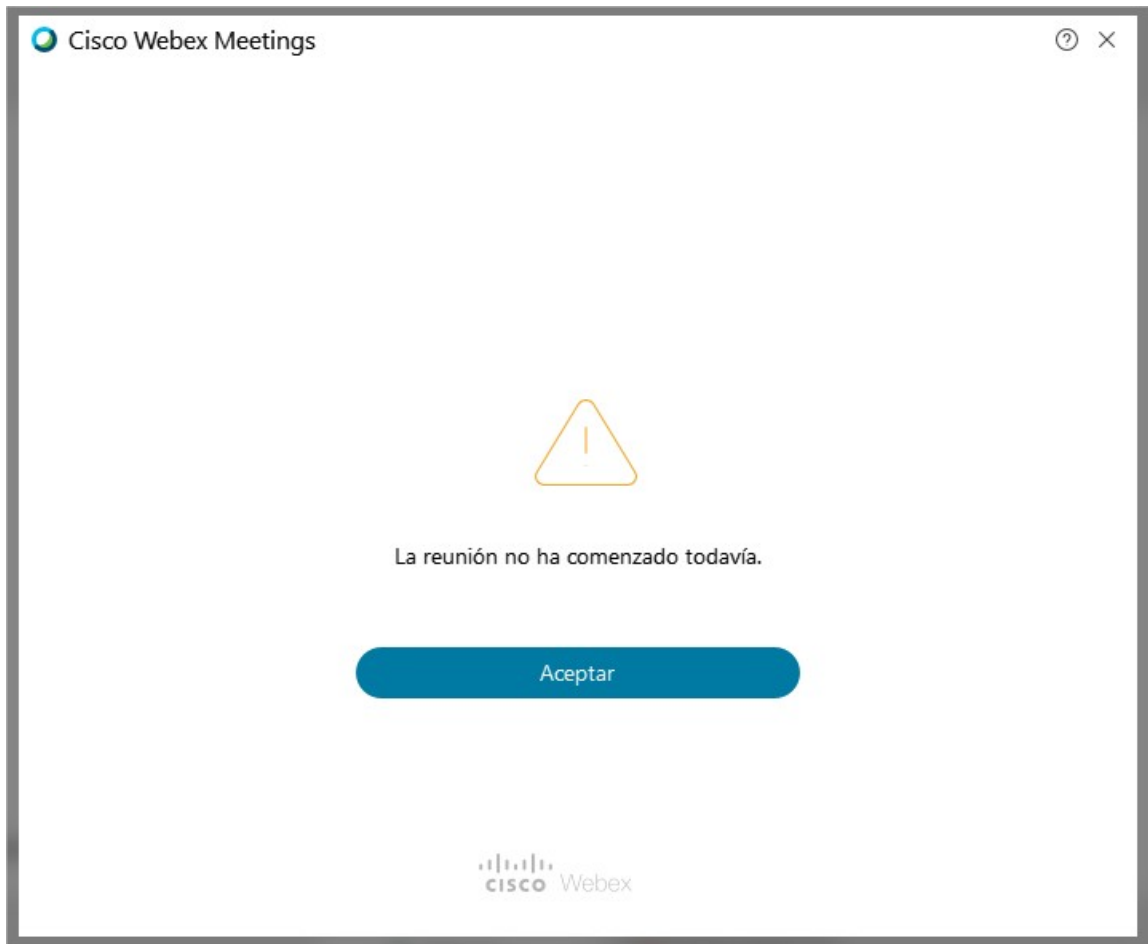 Cisco Webex Meetings
La reunión no ha comenzado todavía.
Aceptar
cisco Webex